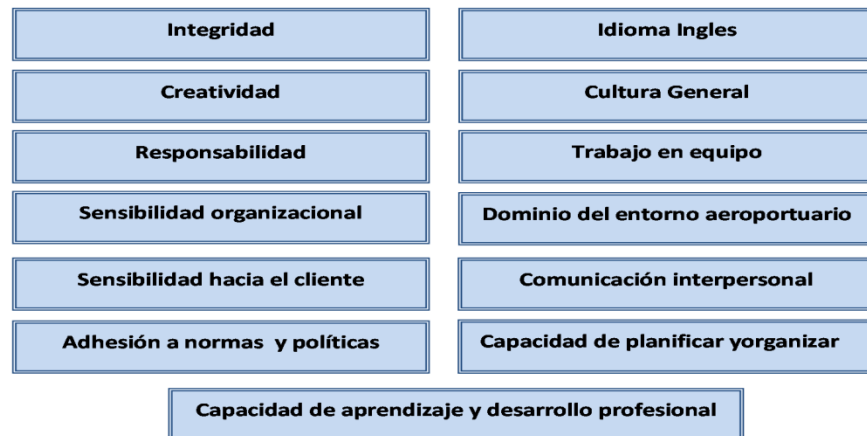 Integridad
Idioma Ingles
Creatividad
Cultura General
Responsabilidad
Trabajo en equipo
Sensibilidad organizacional
Dominio del entorno aeroportuario
Sensibilidad hacia el cliente
Comunicación interpersonal
Adhesión a normas y políticas
Capacidad de planificar yorganizar
Capacidad de aprendizaje y desarrollo profesional